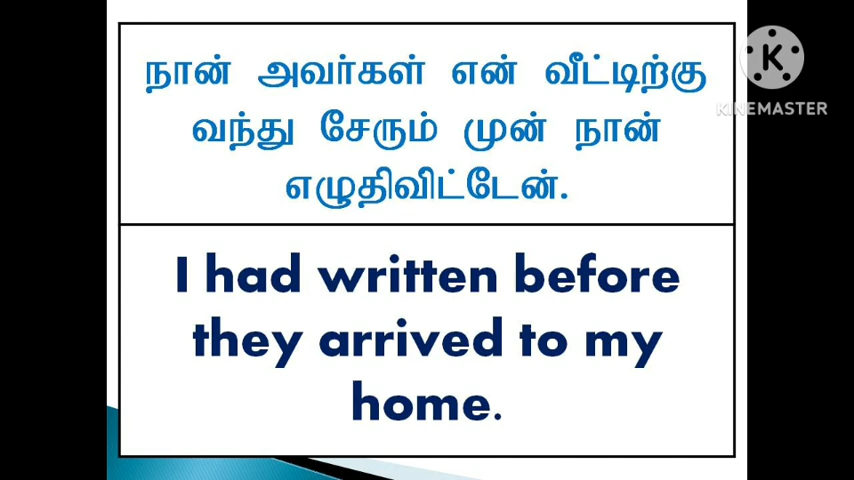 நான் அவர்கள் என் வீட்டிற்கு
வந்து சேரும் முன் நான்
எழுதிவிட்டேன்.
I had written before
they arrived to my
home.
K
KINEMASTER